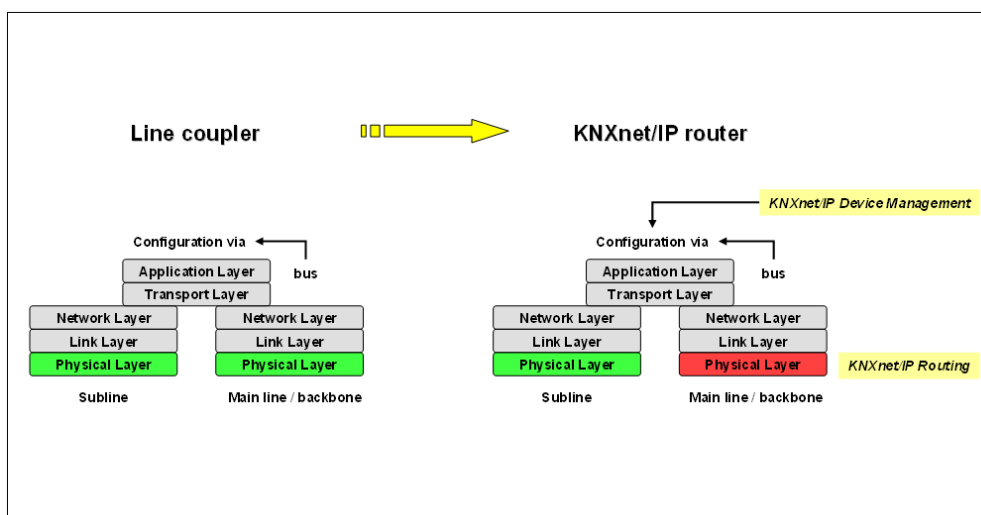 Line coupler
KNXnet/IP router
KNXnet/IP Device Management
Configuration via
bus
Application Layer
Transport Layer
Network Layer
Network Layer
Link Layer
Link Layer
Physical Layer
Physical Layer
Subline
Main line / backbone
Configuration via
bus
Application Layer
Transport Layer
Network Layer
Network Layer
Link Layer
Link Layer
Physical Layer
Physical Layer
KNXnet/IP Routing
Subline
Main line / backbone